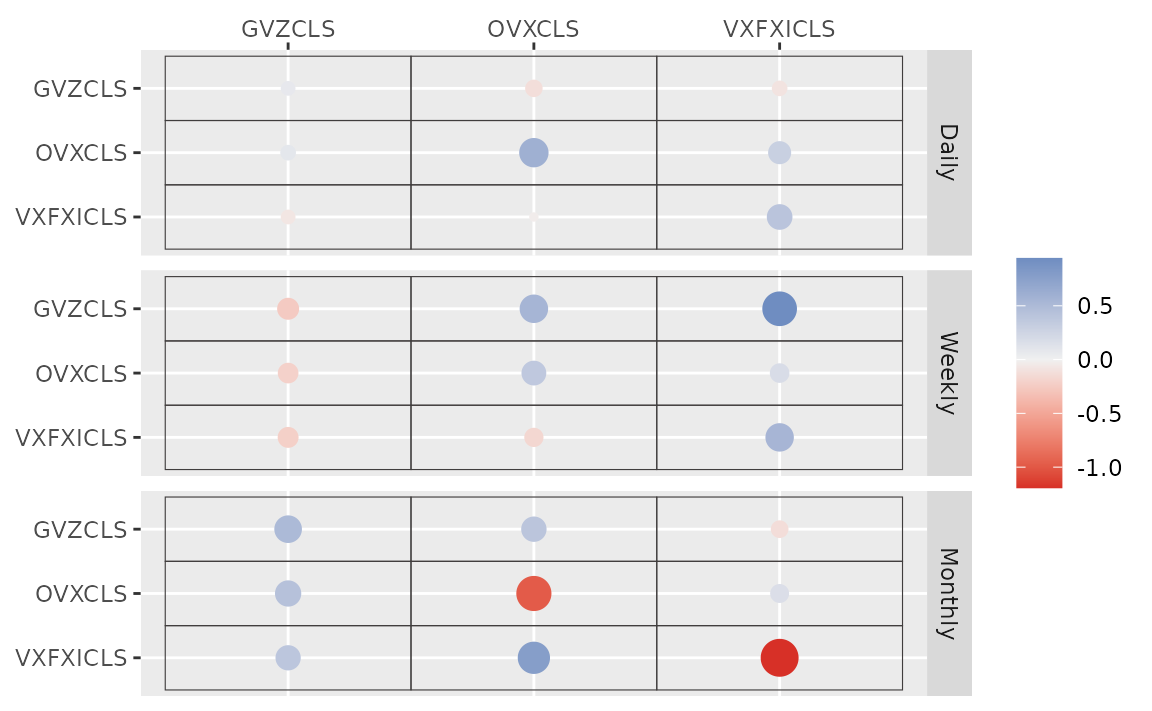 GVZCLS OVXCLS VXFXICLS
GVZCLS
OVXCLS
VXFXICLS
Daily
GVZCLS
OVXCLS
VXFXICLS
Weekly
GVZCLS
OVXCLS
VXFXICLS
Monthly
0.5
0.0
-0.5
-1.0